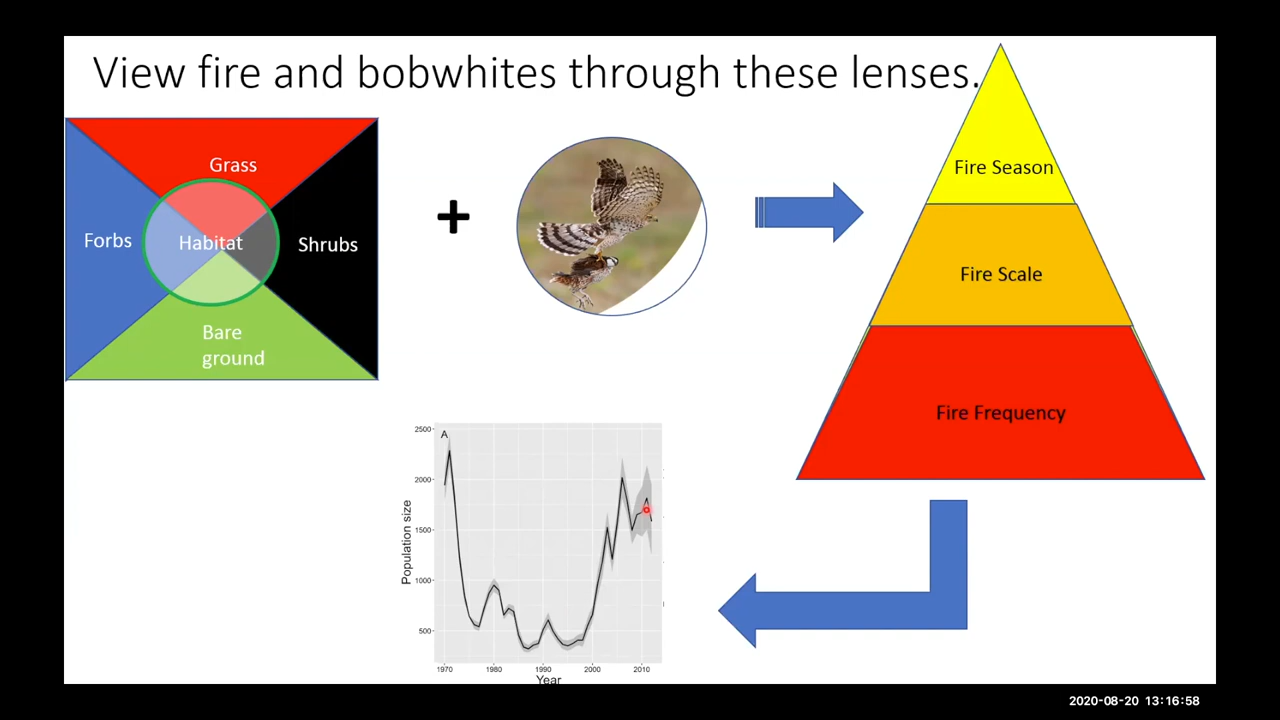 View fire and bobwhites through these lenses.
Grass
Forbs
Habitat
Shrubs
Bare
ground
+
Fire Season
Fire Scale
Fire Frequency
A
2500
2000
1500
1000
500
Population size
1970
1980
1990
2000
2010
Year
2020-08-20 13:16:58